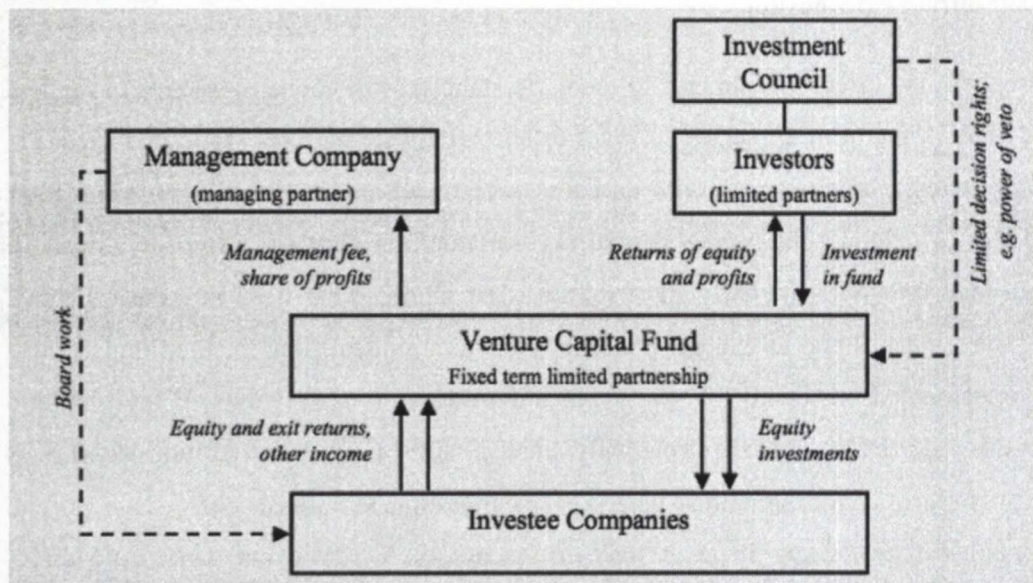 Investment
Council
Limited decision rights;
e.g. power of veto
Management Company
(managing partner)
Investors
(limited partners)
Management fee,
share of profits
Returns of equity
and profits
Investment
in fund
Board work
Venture Capital Fund
Fixed term limited partnership
Equity and exit returns,
other income
Equity
investments
Investee Companies